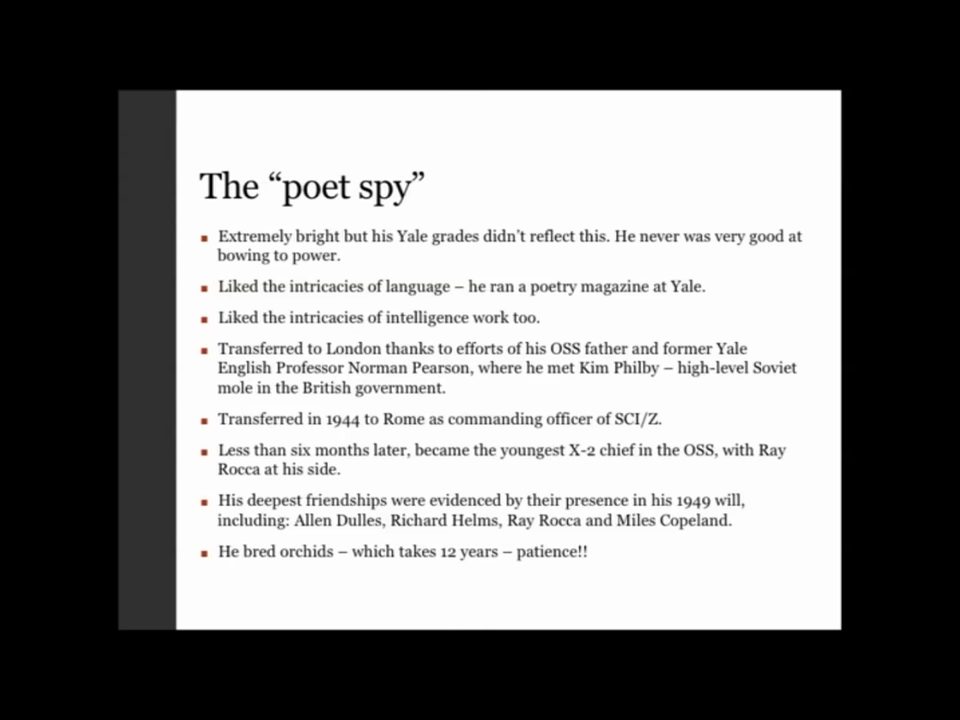 The “poet spy”
▪ Extremely bright but his Yale grades didn’t reflect this. He never was very good at
bowing to power.
▪ Liked the intricacies of language – he ran a poetry magazine at Yale.
▪ Liked the intricacies of intelligence work too.
▪ Transferred to London thanks to efforts of his OSS father and former Yale
English Professor Norman Pearson, where he met Kim Philby – high-level Soviet
mole in the British government.
▪ Transferred in 1944 to Rome as commanding officer of SCI/Z.
▪ Less than six months later, became the youngest X-2 chief in the OSS, with Ray
Rocca at his side.
▪ His deepest friendships were evidenced by their presence in his 1949 will,
including: Allen Dulles, Richard Helms, Ray Rocca and Miles Copeland.
▪ He bred orchids – which takes 12 years – patience!!